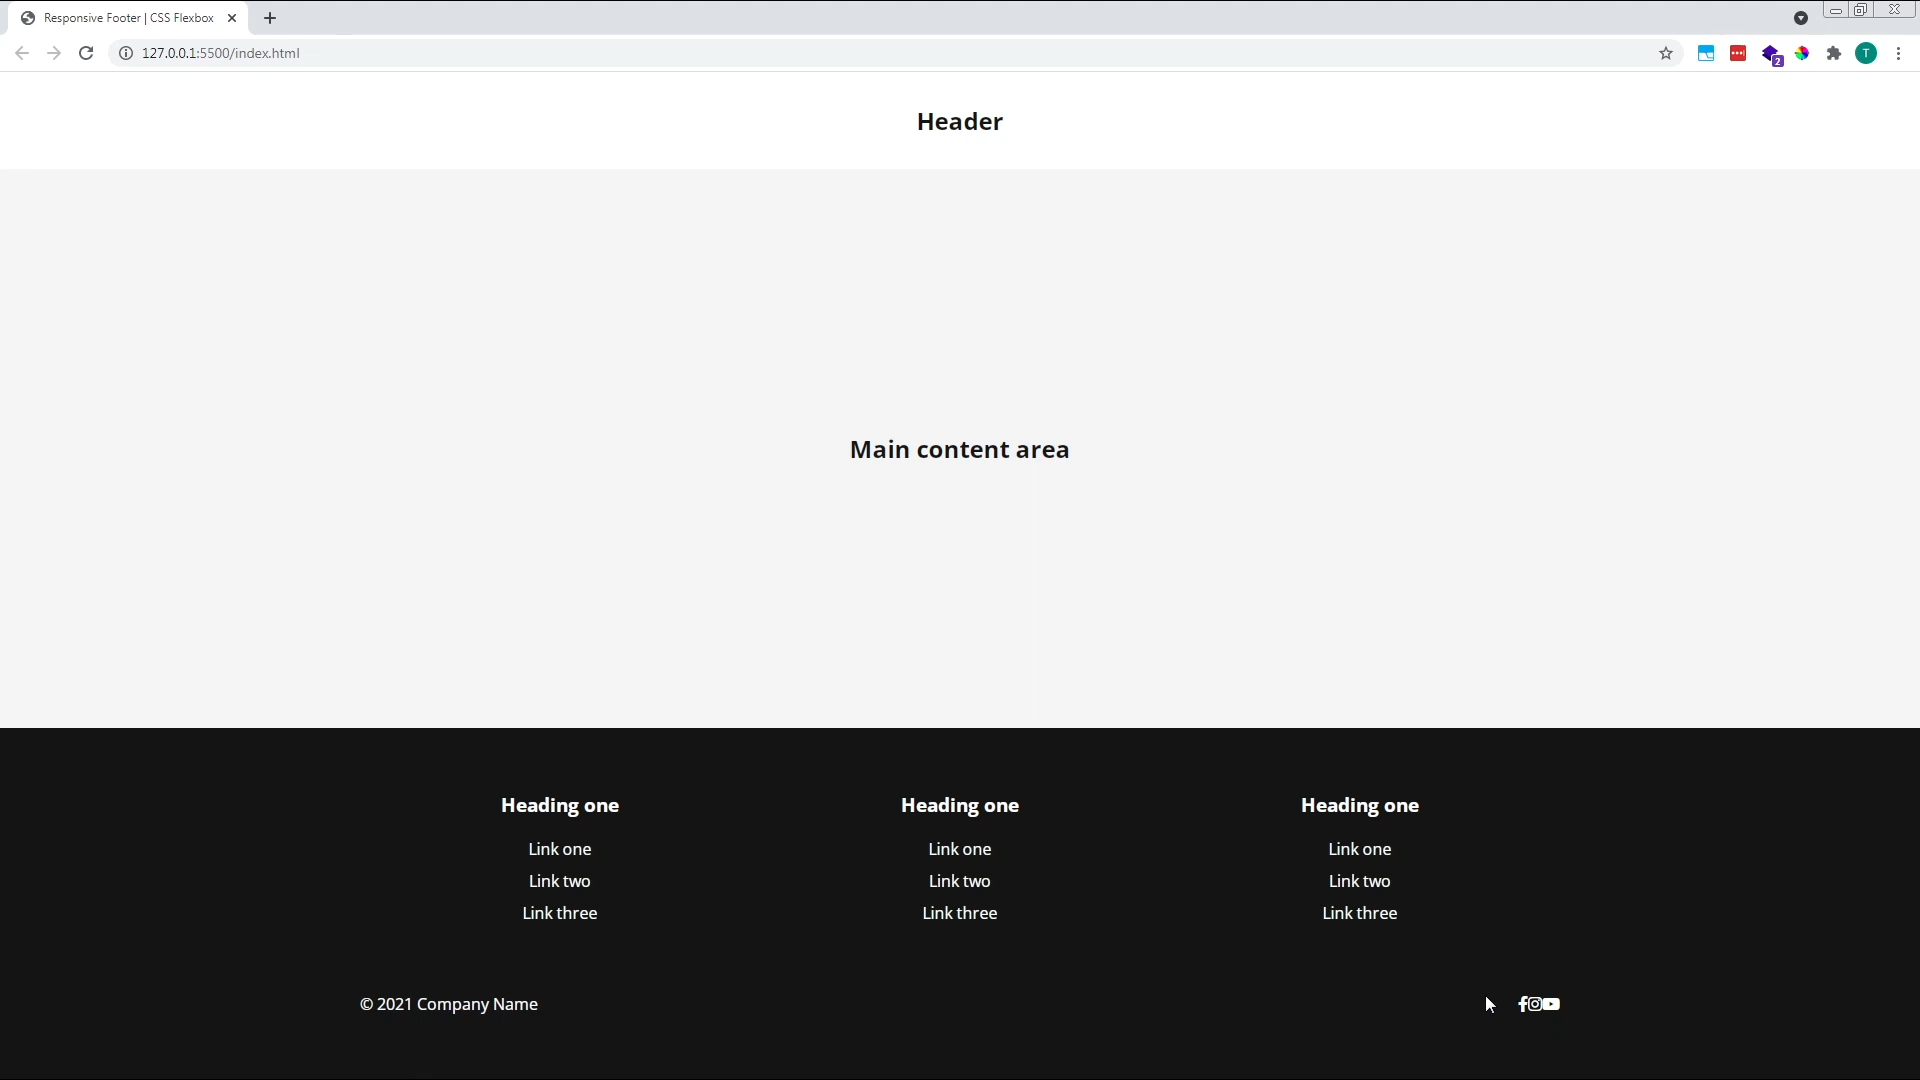 Responsive Footer | CSS Flexbox
127.0.0.1:5500/index.html
2
T
Header
Main content area
Heading one
Link one
Link two
Link three
Heading one
Link one
Link two
Link three
Heading one
Link one
Link two
Link three
© 2021 Company Name